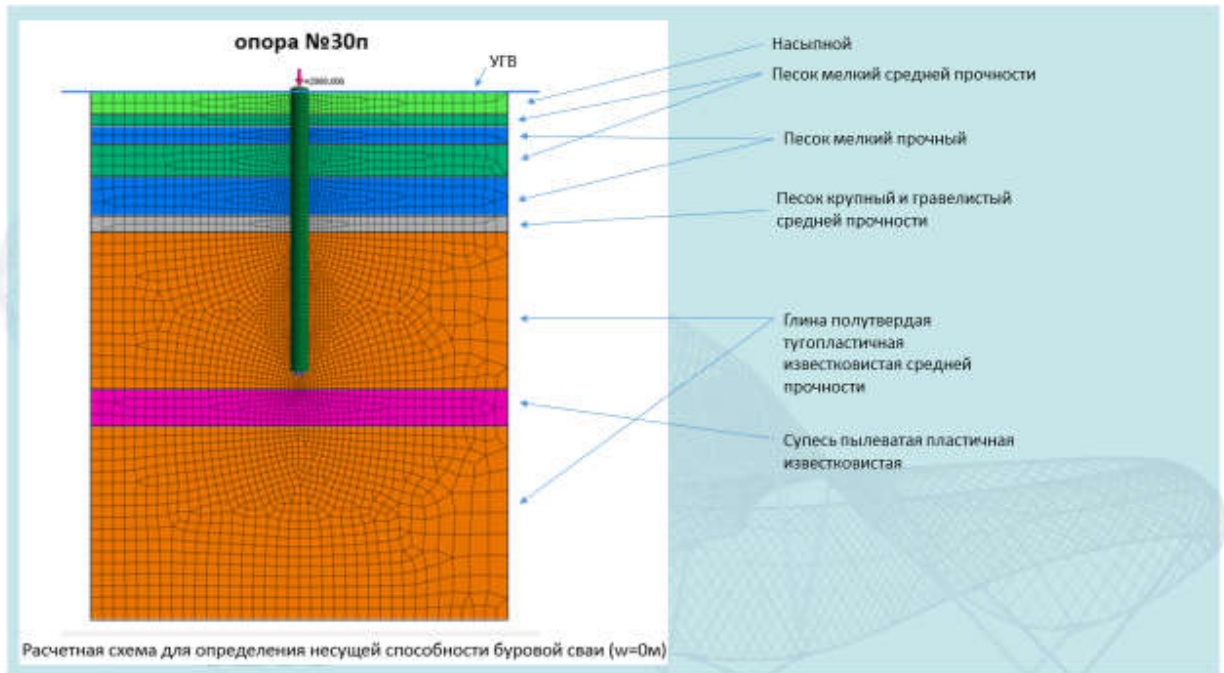 опора №30п
УГВ
Насыпной
Песок мелкий средней прочности
Песок мелкий прочный
Песок крупный и гравелистый
средней прочности
Глина полутвердая
тугопластичная
известковистая средней
прочности
Супесь пылеватая пластичная
известковистая
Расчетная схема для определения несущей способности буровой сваи (w=0м)